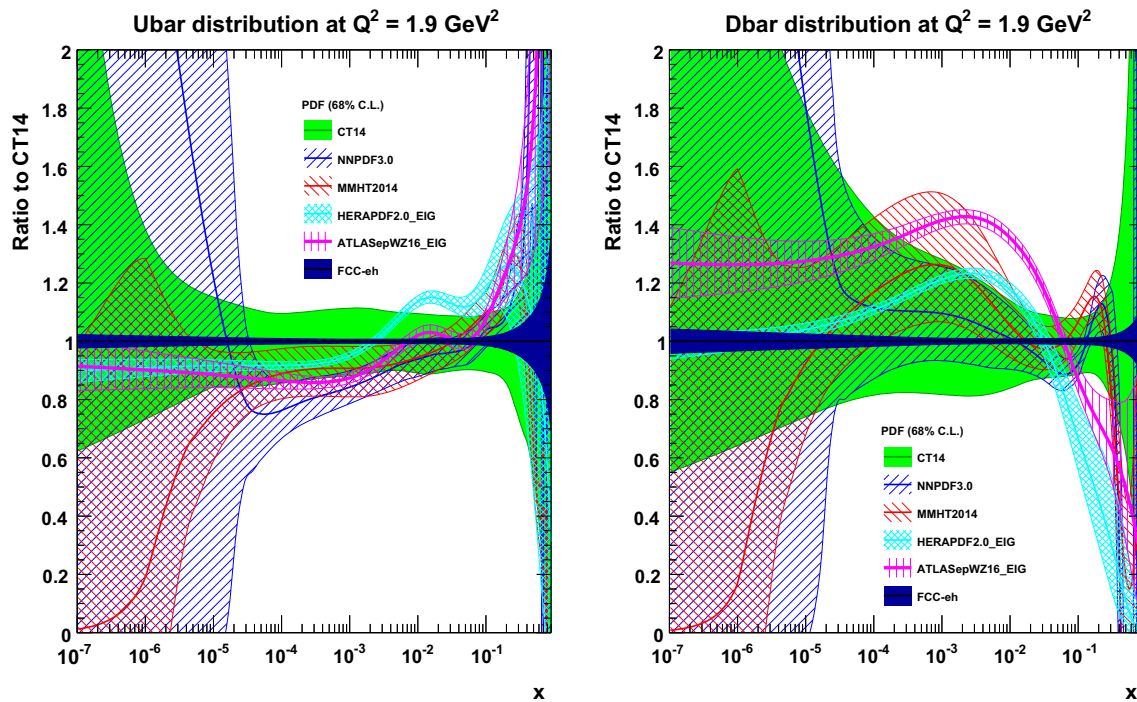 Ubar distribution at Q² = 1.9 GeV²
Ratio to CT14
2
1.8
1.6
1.4
1.2
1
0.8
0.6
0.4
0.2
0
PDF (68% C.L.)
CT14
NNPDF3.0
MMHT2014
HERAPDF2.0_EIG
ATLASepWZ16_EIG
FCC-eh
10⁻⁷ 10⁻⁶ 10⁻⁵ 10⁻⁴ 10⁻³ 10⁻² 10⁻¹
x
Dbar distribution at Q² = 1.9 GeV²
Ratio to CT14
2
1.8
1.6
1.4
1.2
1
0.8
0.6
0.4
0.2
0
PDF (68% C.L.)
CT14
NNPDF3.0
MMHT2014
HERAPDF2.0_EIG
ATLASepWZ16_EIG
FCC-eh
10⁻⁷ 10⁻⁶ 10⁻⁵ 10⁻⁴ 10⁻³ 10⁻² 10⁻¹
x